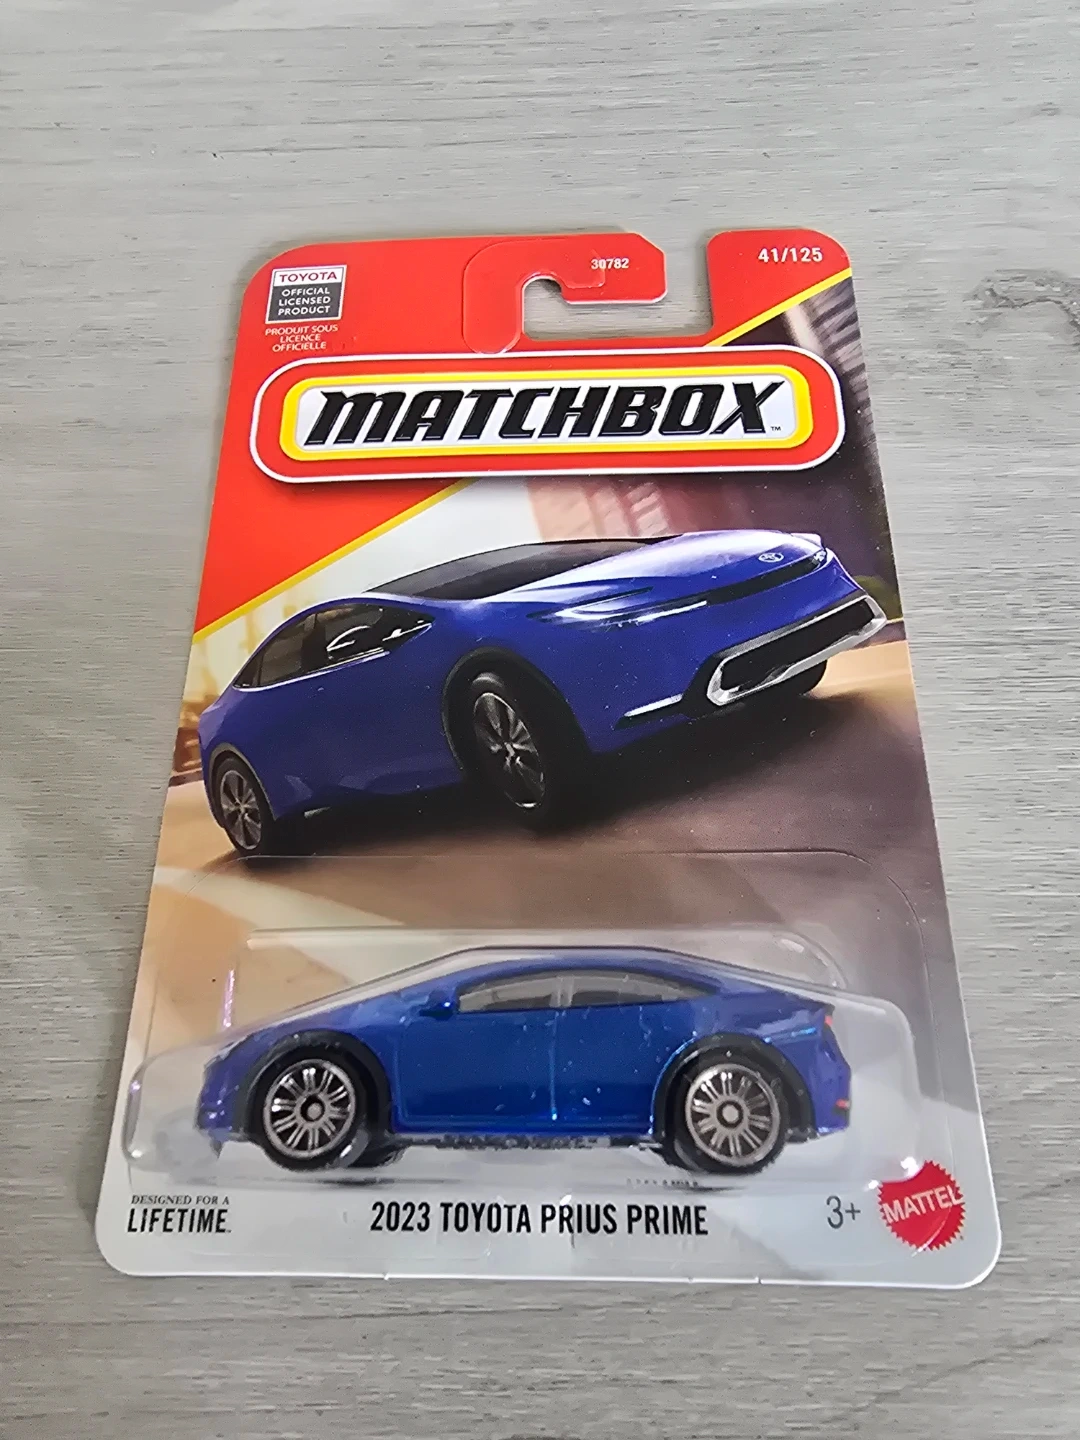 30782
41/125
TOYOTA
OFFICIAL
LICENSED
PRODUCT
PRODUIT SOUS
LICENCE
OFFICIELLE
MATCHBOX™
DESIGNED FOR A
LIFETIME.
2023 TOYOTA PRIUS PRIME
3+
MATTEL